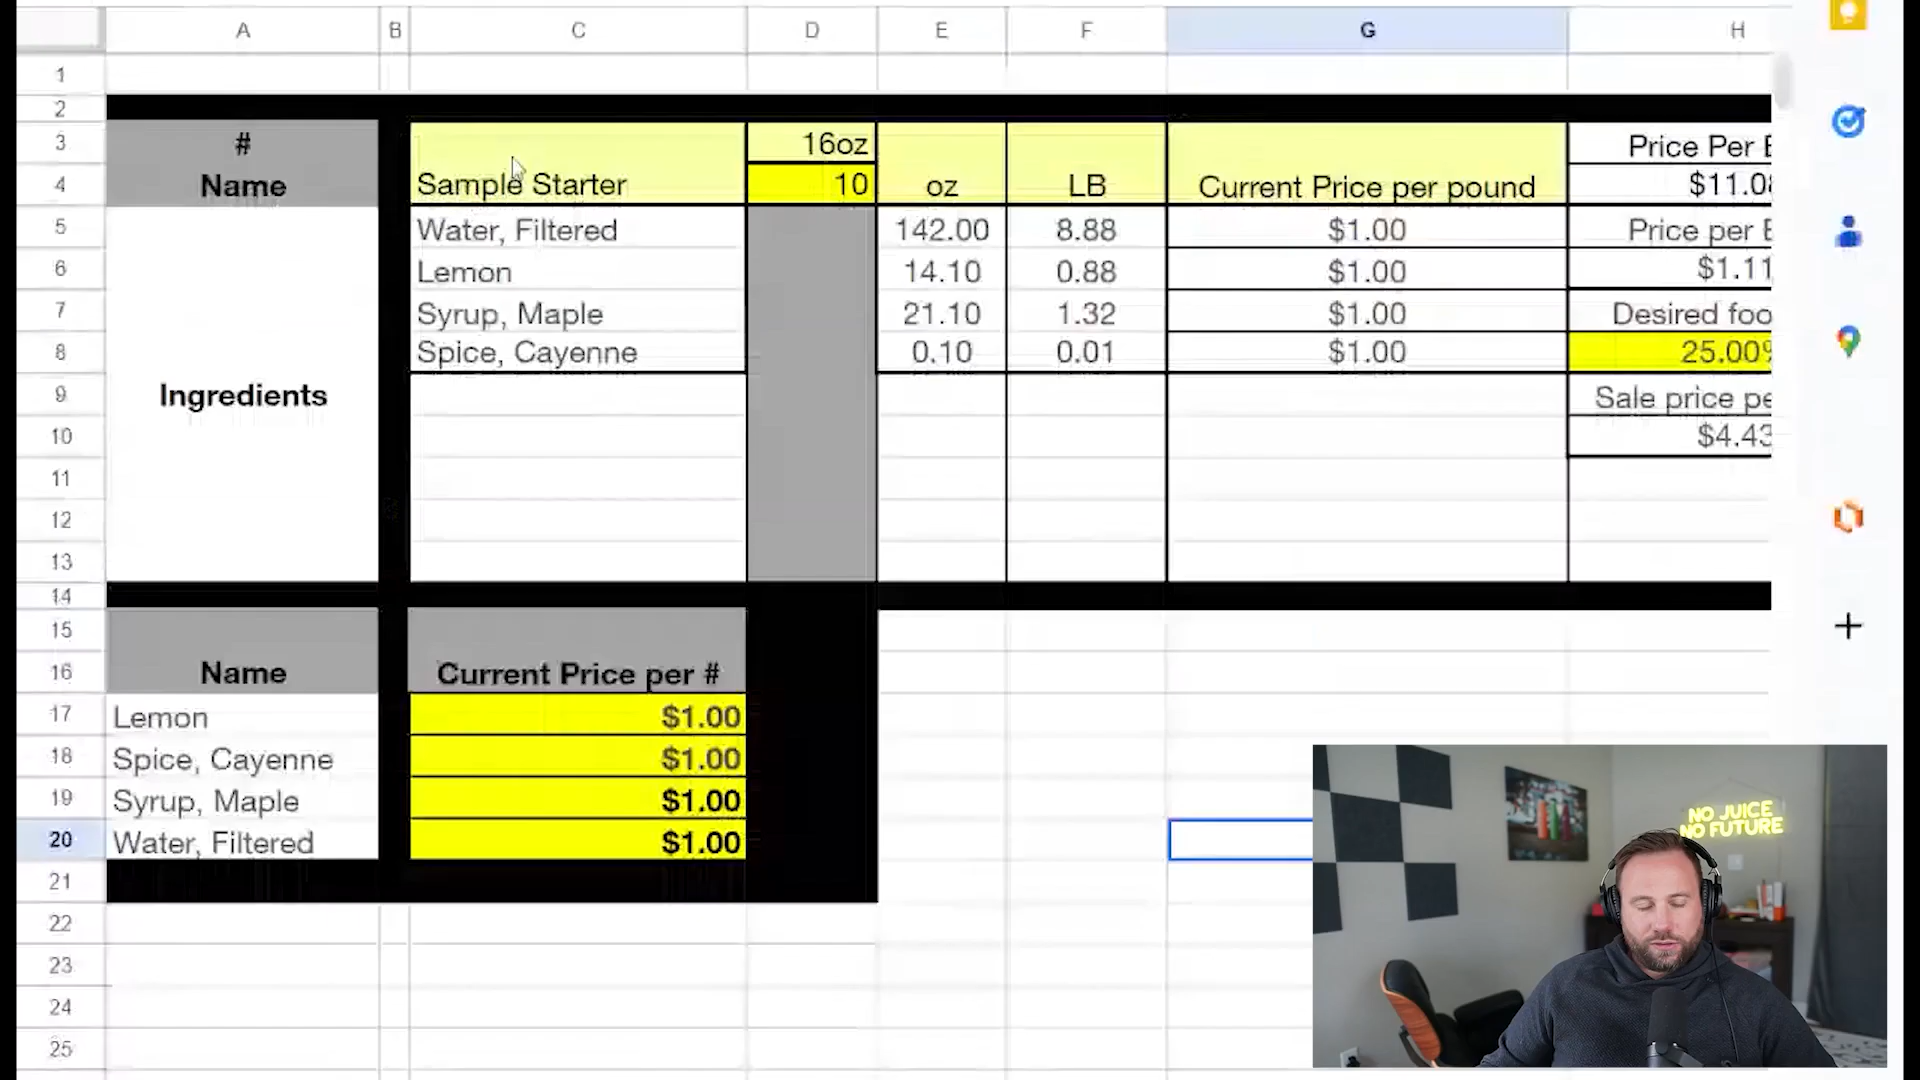 A B C D E F G H
1
2
3 # 16oz Price Per
4 Name Sample Starter 10 oz LB Current Price per pound $11.08
5 Water, Filtered 142.00 8.88 $1.00 Price per
6 Lemon 14.10 0.88 $1.00 $1.11
7 Syrup, Maple 21.10 1.32 $1.00 Desired foo
8 Spice, Cayenne 0.10 0.01 $1.00 25.00%
9 Ingredients Sale price pe
10 $4.43
11
12
13
14
15
16 Name Current Price per #
17 Lemon $1.00
18 Spice, Cayenne $1.00
19 Syrup, Maple $1.00
20 Water, Filtered $1.00
21
22
23
24
25
NO JUICE
NO FUTURE